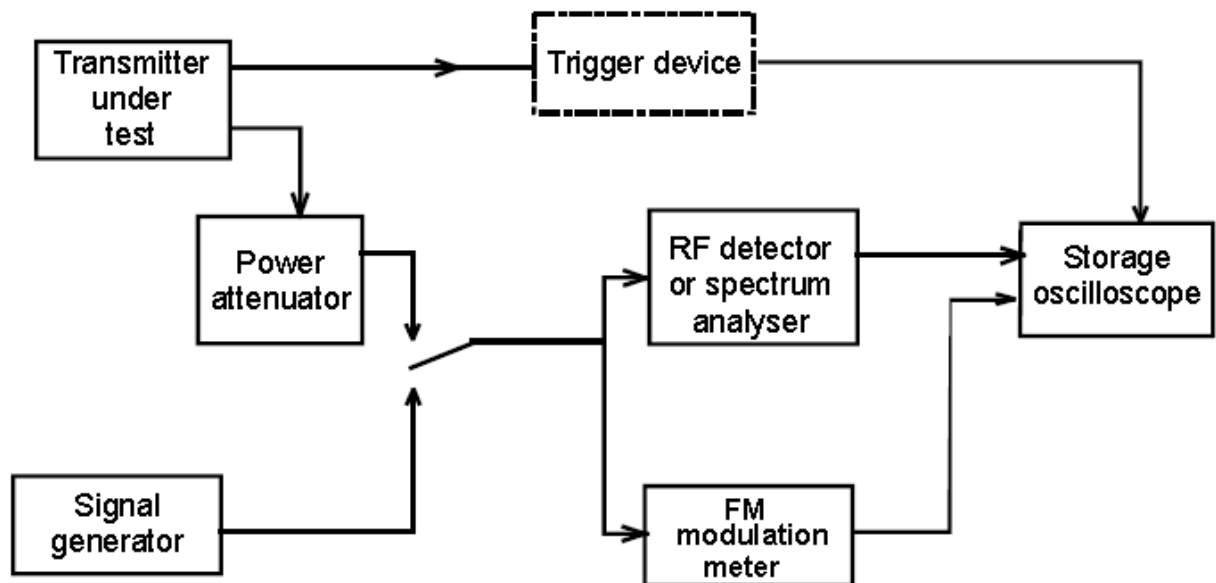 Transmitter
under
test
Trigger device
Power
attenuator
RF detector
or spectrum
analyser
Storage
oscilloscope
Signal
generator
FM
modulation
meter